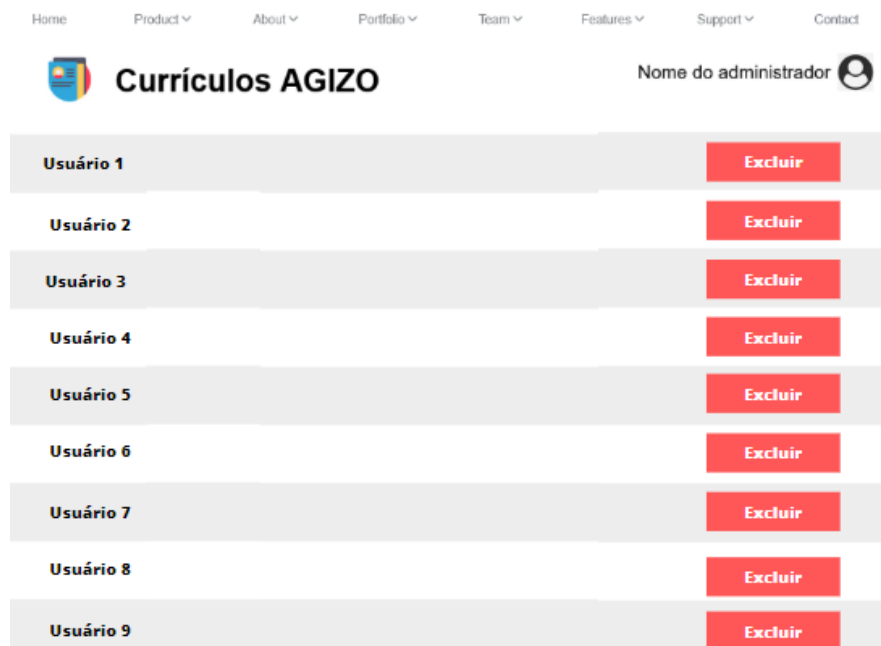 Home Product About Portfolio Team Features Support Contact
Currículos AGIZO Nome do administrador
Usuário 1 Excluir
Usuário 2 Excluir
Usuário 3 Excluir
Usuário 4 Excluir
Usuário 5 Excluir
Usuário 6 Excluir
Usuário 7 Excluir
Usuário 8 Excluir
Usuário 9 Excluir